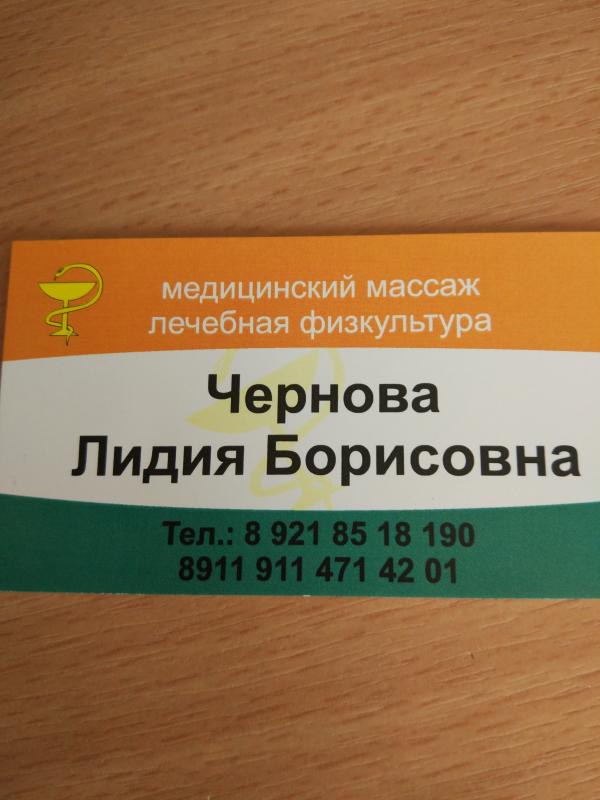 медицинский массаж
лечебная физкультура
Чернова
Лидия Борисовна
Тел.: 8 921 85 18 190
8911 911 471 42 01